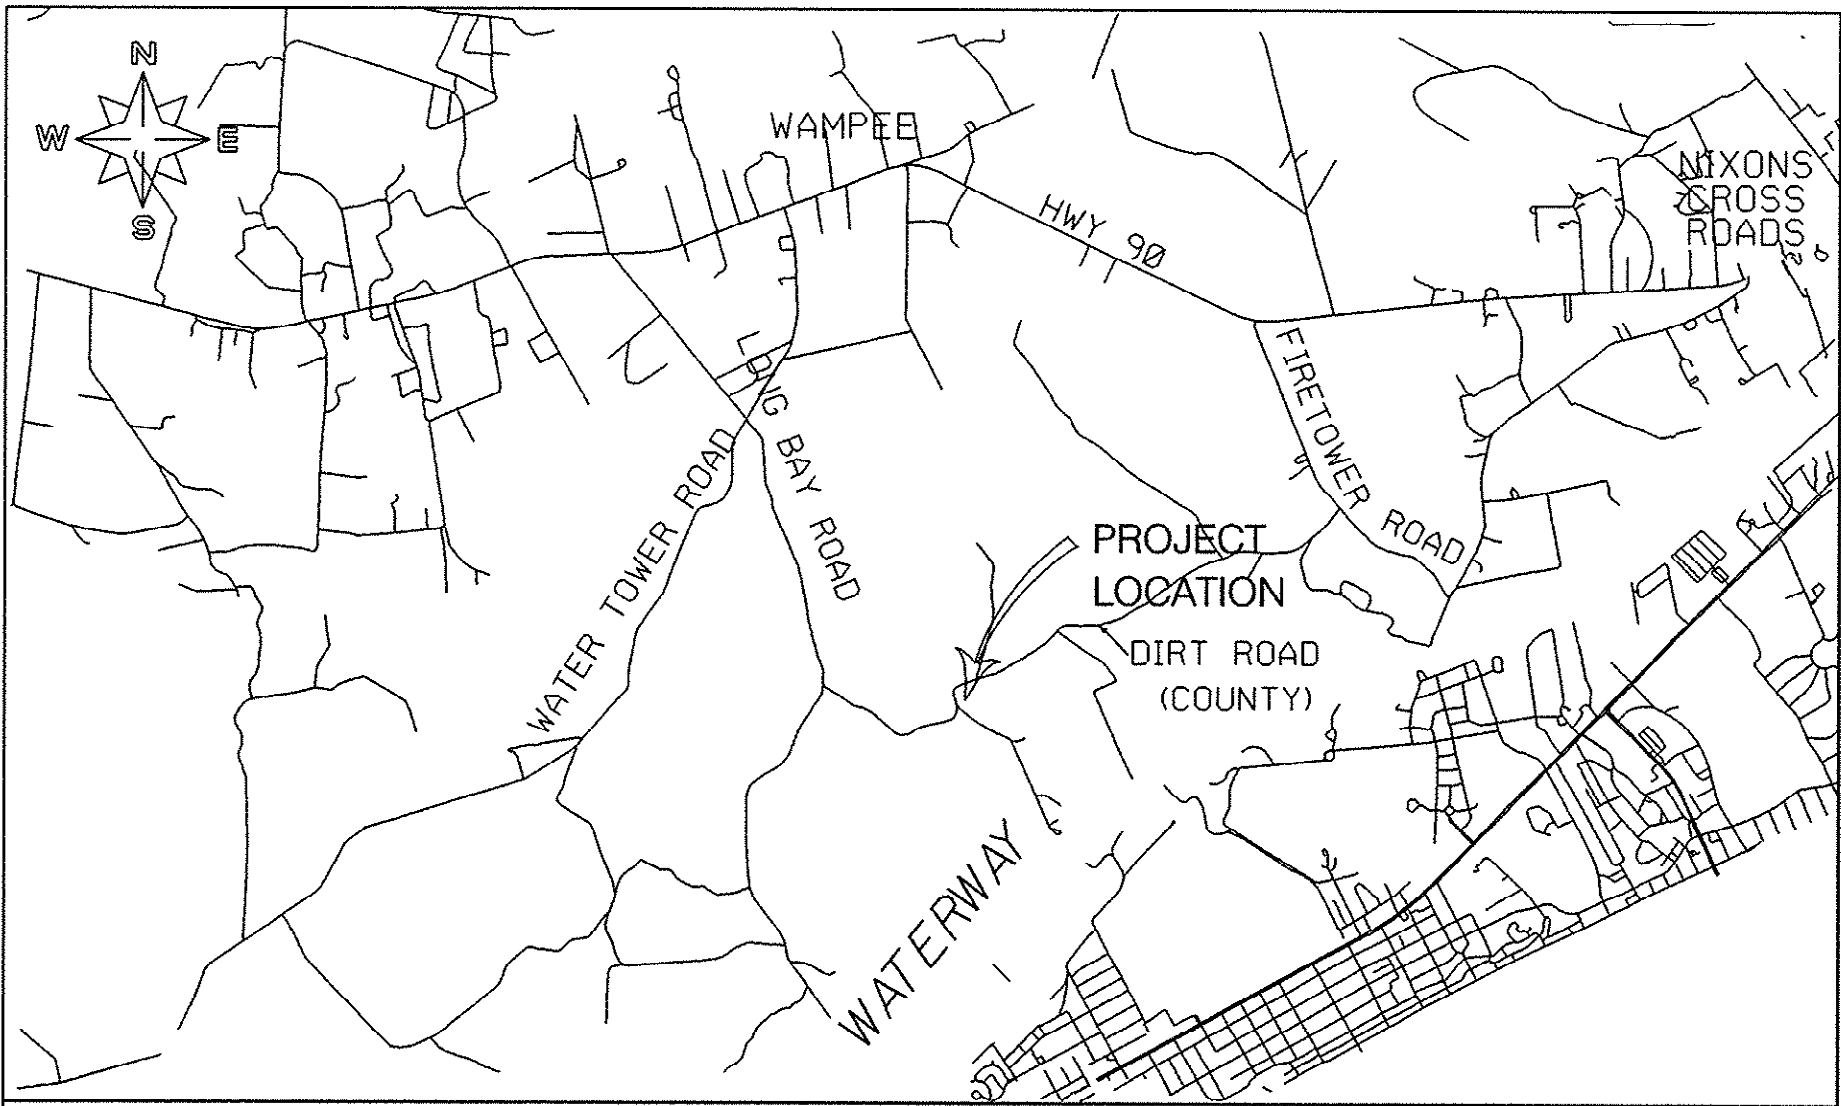 N
W E
S
WAMPEE
NIXONS
CROSS
ROADS
HWY 90
LONG BAY ROAD
FIRETOWER ROAD
WATER TOWER ROAD
PROJECT
LOCATION
DIRT ROAD
(COUNTY)
WATERWAY